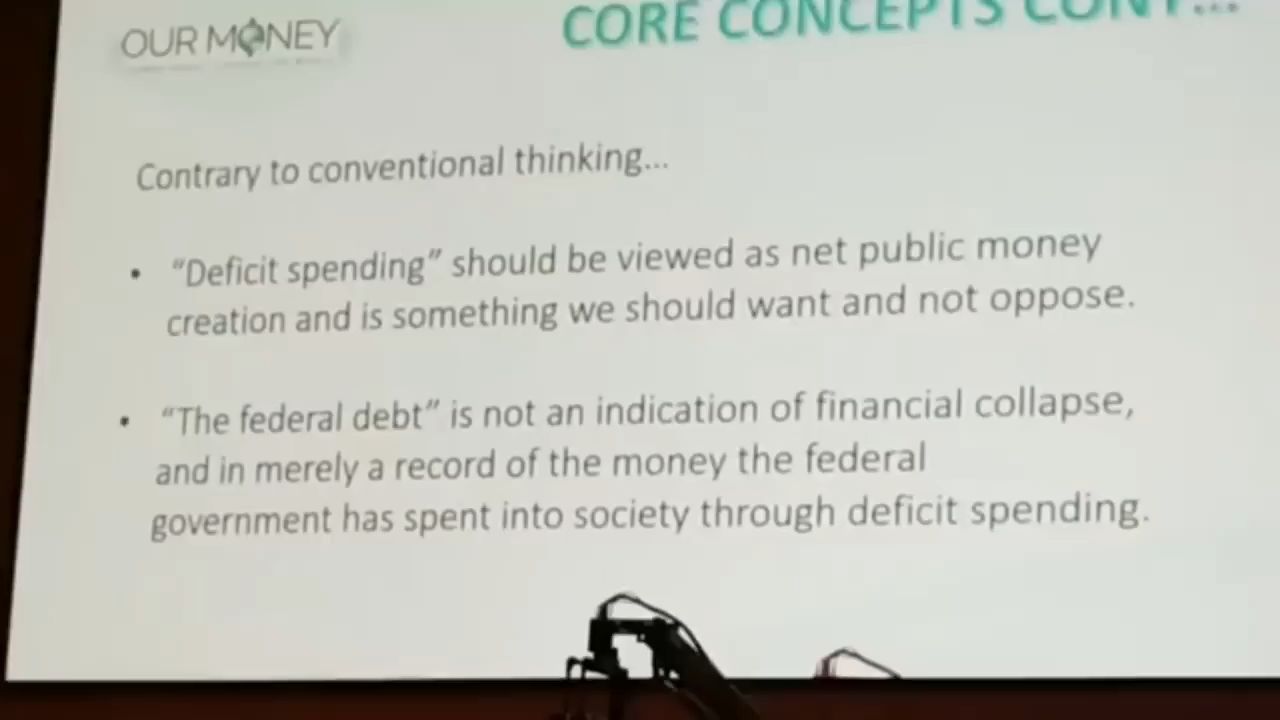 OUR MONEY
CORE CONCEPTS CONT...
Contrary to conventional thinking...
• “Deficit spending” should be viewed as net public money
creation and is something we should want and not oppose.
• “The federal debt” is not an indication of financial collapse,
and in merely a record of the money the federal
government has spent into society through deficit spending.